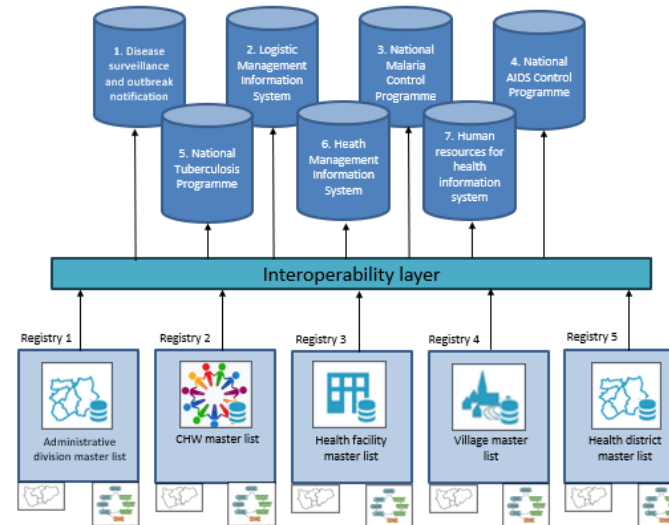 1. Disease
surveillance
and outbreak
notification
2. Logistic
Management
Information
System
3. National
Malaria
Control
Programme
4. National
AIDS Control
Programme
5. National
Tuberculosis
Programme
6. Heath
Management
Information
System
7. Human
resources for
health
information
system
Interoperability layer
Registry 1
Registry 2
Registry 3
Registry 4
Registry 5
Administrative
division master list
CHW master list
Health facility
master list
Village master
list
Health district
master list